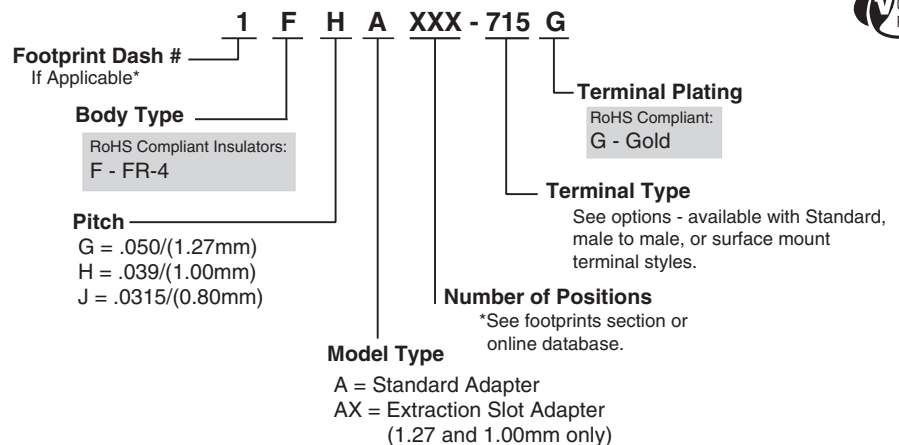 1 F H A XXX - 715 G
Footprint Dash #
If Applicable*
Body Type
RoHS Compliant Insulators:
F - FR-4
Pitch
G = .050/(1.27mm)
H = .039/(1.00mm)
J = .0315/(0.80mm)
Terminal Plating
RoHS Compliant:
G - Gold
Terminal Type
See options - available with Standard,
male to male, or surface mount
terminal styles.
Number of Positions
*See footprints section or
online database.
Model Type
A = Standard Adapter
AX = Extraction Slot Adapter
(1.27 and 1.00mm only)